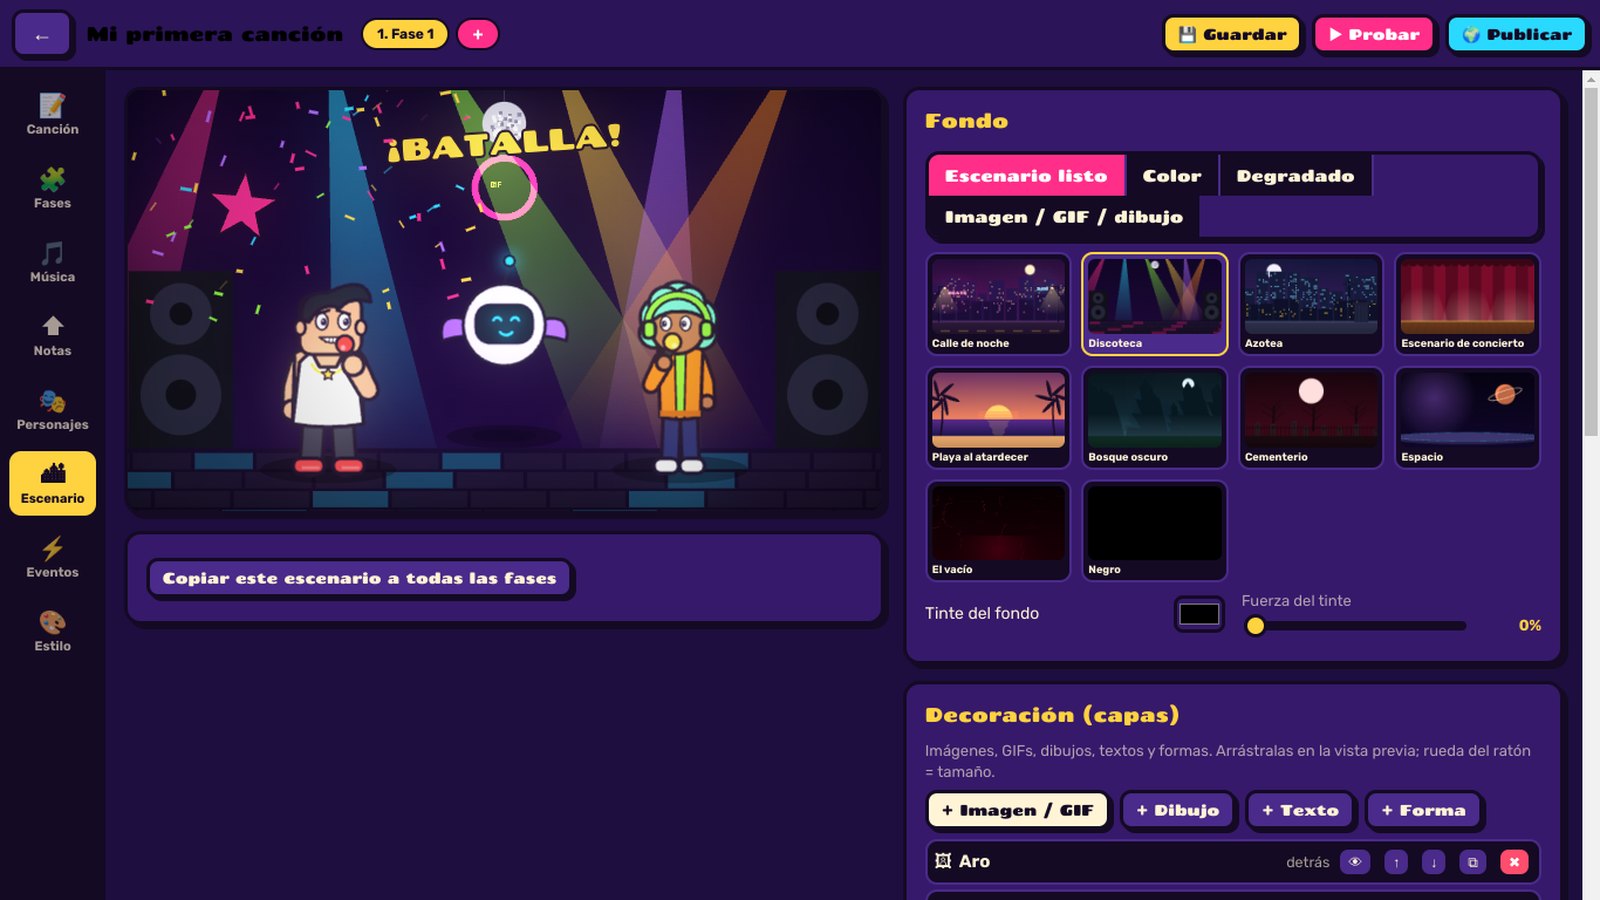 ←
Mi primera canción
1. Fase 1
+
💾 Guardar
▶ Probar
🌍 Publicar
Canción
Fases
Música
Notas
Personajes
Escenario
Eventos
Estilo
¡BATALLA!
GIF
Copiar este escenario a todas las fases
Fondo
Escenario listo
Color
Degradado
Imagen / GIF / dibujo
Calle de noche
Discoteca
Azotea
Escenario de concierto
Playa al atardecer
Bosque oscuro
Cementerio
Espacio
El vacío
Negro
Tinte del fondo
Fuerza del tinte
0%
Decoración (capas)
Imágenes, GIFs, dibujos, textos y formas. Arrástralas en la vista previa; rueda del ratón
= tamaño.
+ Imagen / GIF
+ Dibujo
+ Texto
+ Forma
Aro
detrás
↑
↓